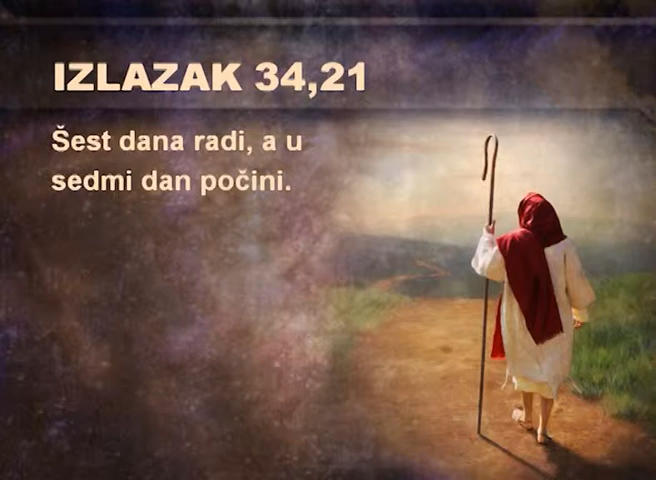 IZLAZAK 34,21
Šest dana radi, a u
sedmi dan počini.